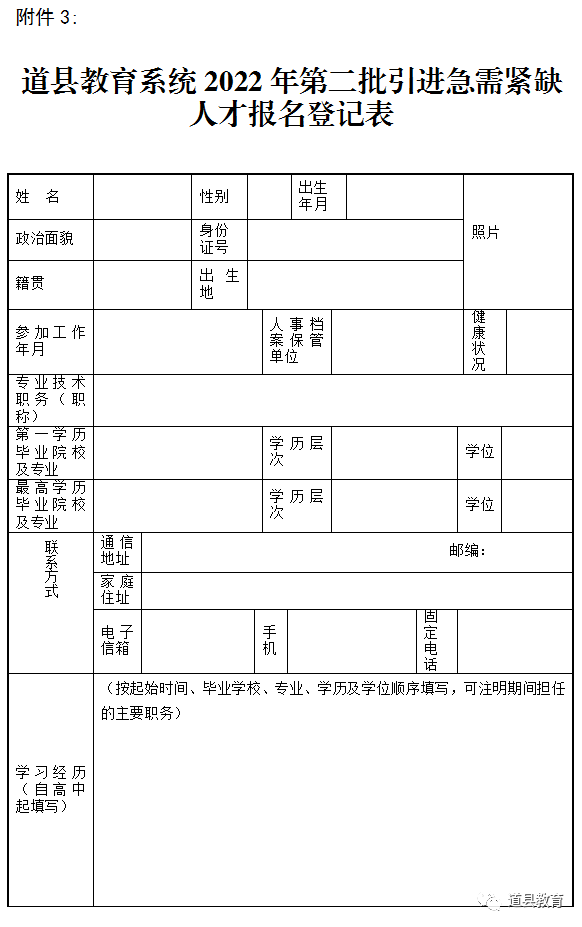 附件 3:
道县教育系统 2022 年第二批引进急需紧缺
人才报名登记表
姓 名
性别
出生
年月
照片
政治面貌
身份
证号
籍贯
出 生
地
参加工作
年月
人事档
案保管
单位
健
康
状
况
专业技术
职务（职
称）
第一学历
毕业院校
及专业
学历层
次
学位
最高学历
毕业院校
及专业
学历层
次
学位
联
系
方
式
通信
地址
邮编：
家庭
住址
电子
信箱
手
机
固
定
电
话
学习经历
（自高中
起填写）
（按起始时间、毕业学校、专业、学历及学位顺序填写，可注明期间担任
的主要职务）
道县教育